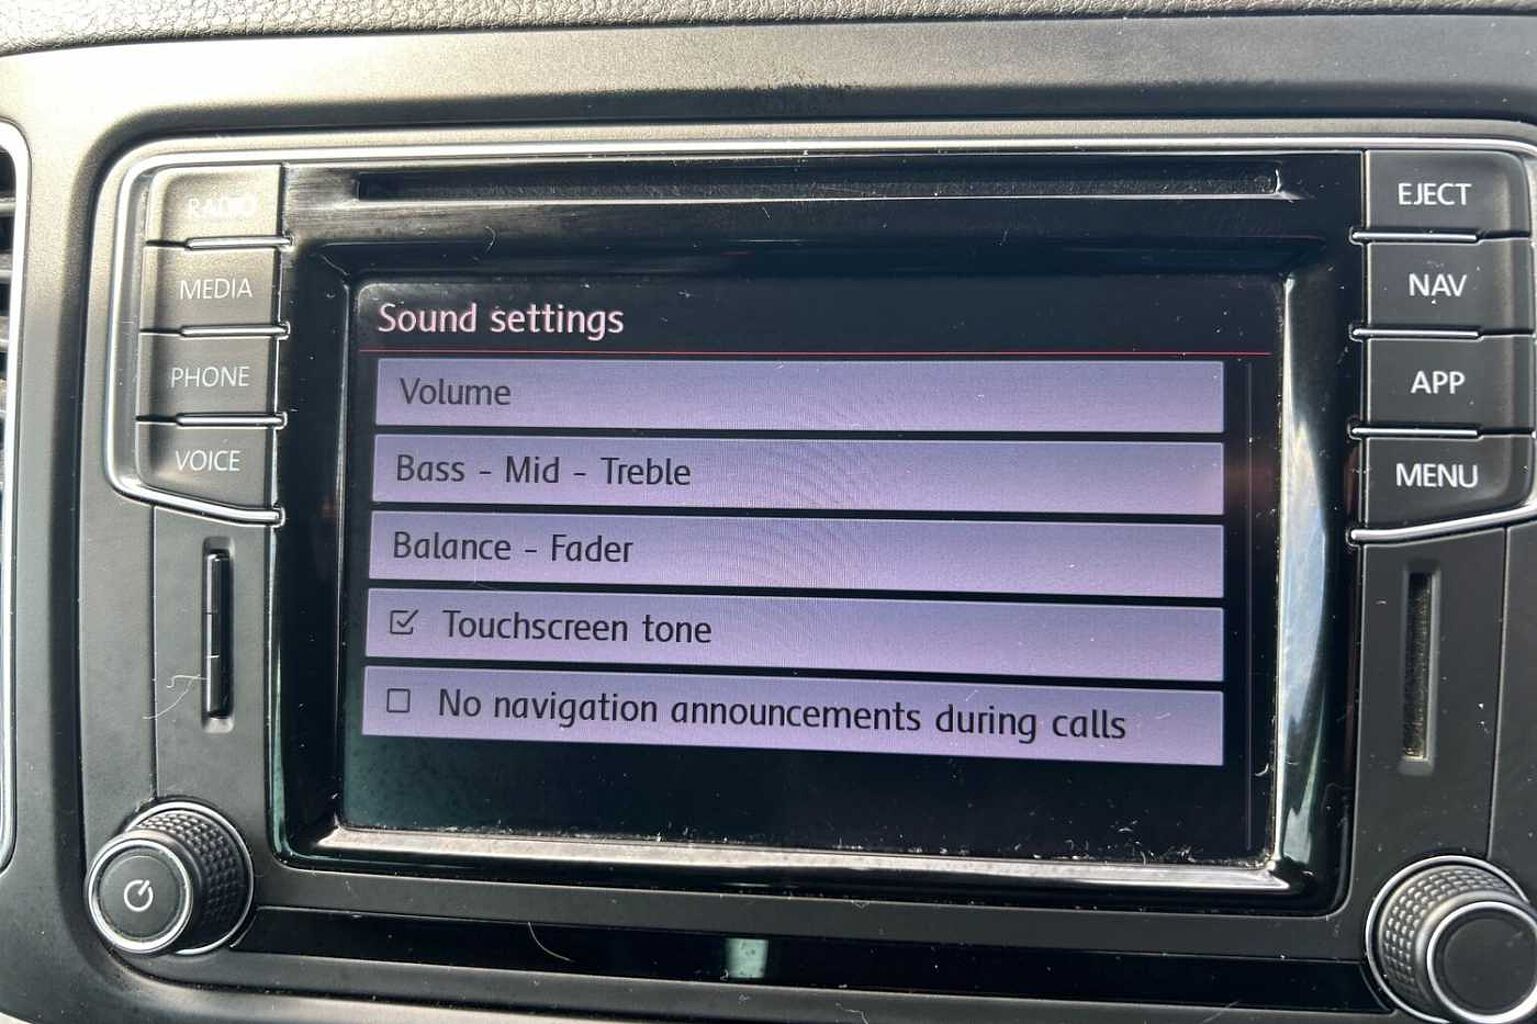 RADIO
MEDIA
PHONE
VOICE
Sound settings
Volume
Bass - Mid - Treble
Balance - Fader
Touchscreen tone
No navigation announcements during calls
EJECT
NAV
APP
MENU